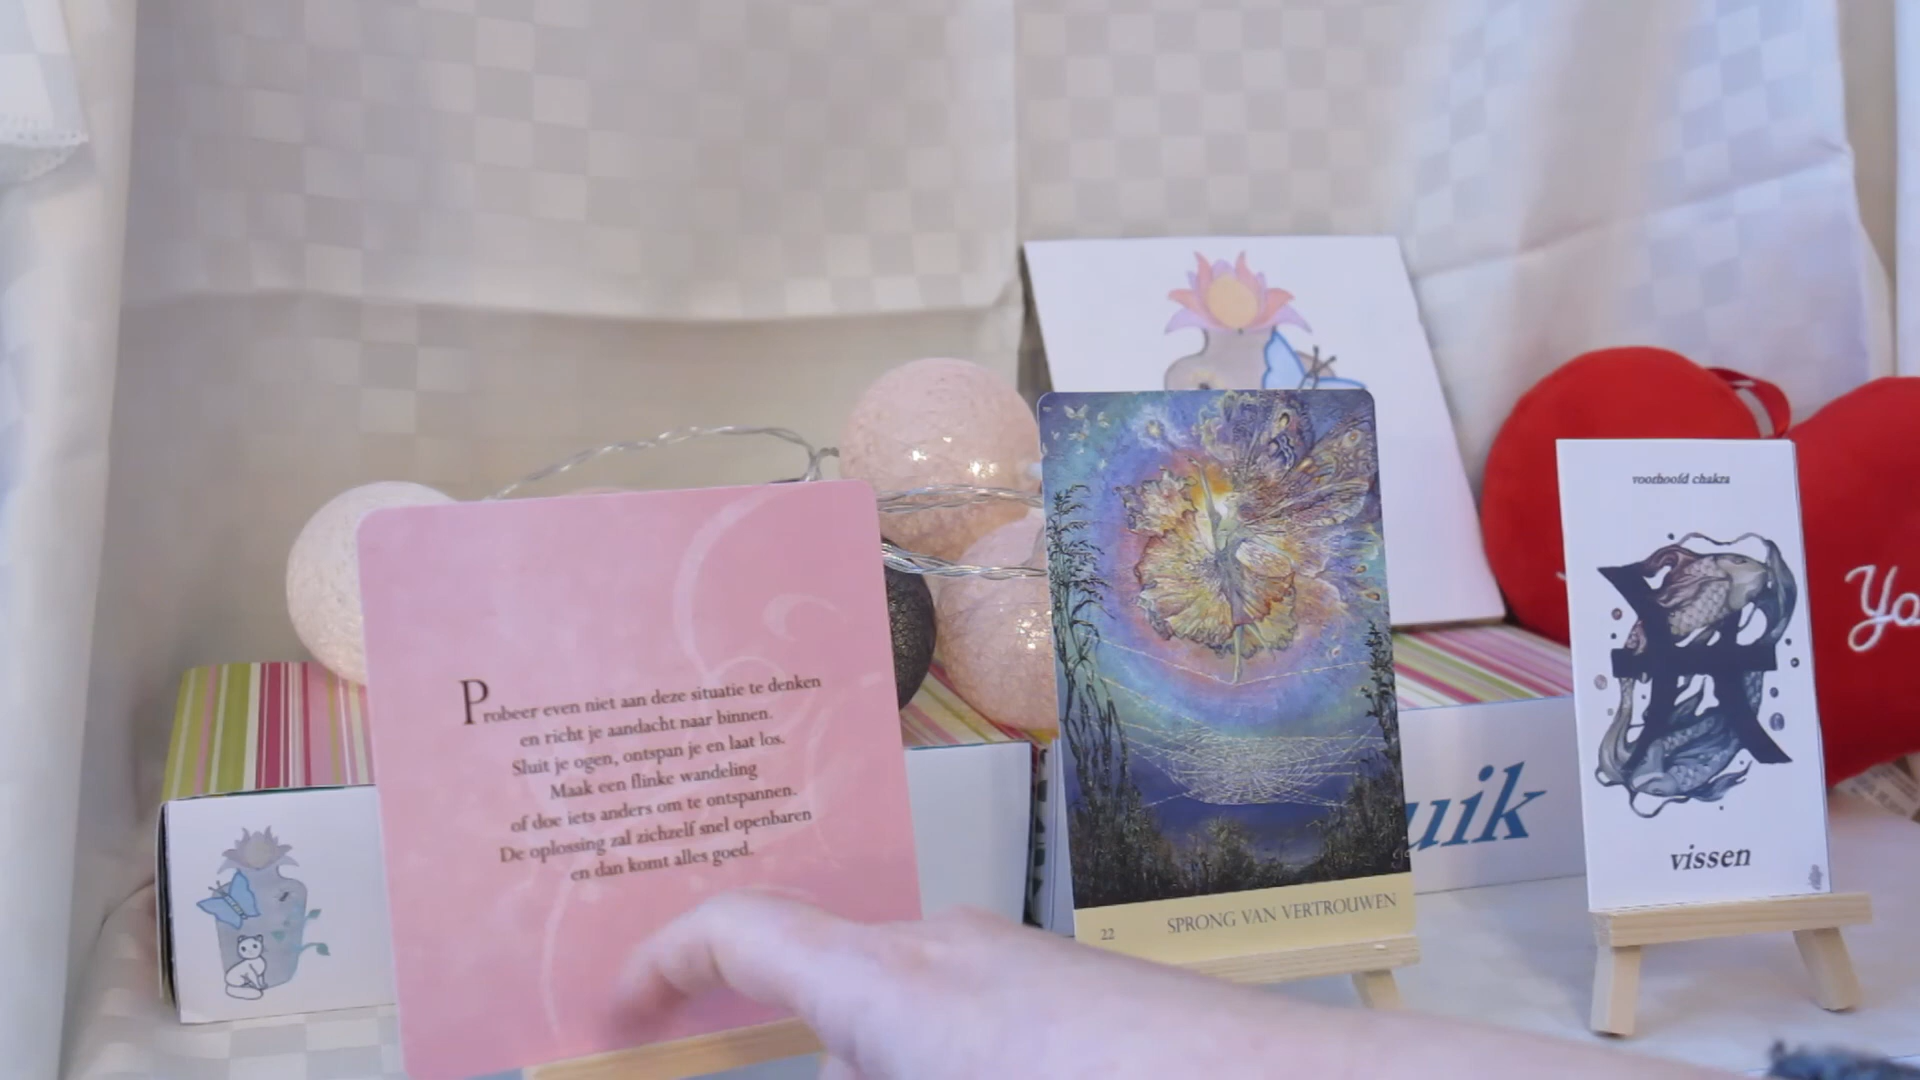 Probeer even niet aan deze situatie te denken
en richt je aandacht naar binnen.
Sluit je ogen, ontspan je en laat los.
Maak een flinke wandeling
of doe iets anders om te ontspannen.
De oplossing zal zichzelf snel openbaren
en dan komt alles goed.
22
SPRONG VAN VERTROUWEN
uik
voorhoofd chakra
vissen
Yo